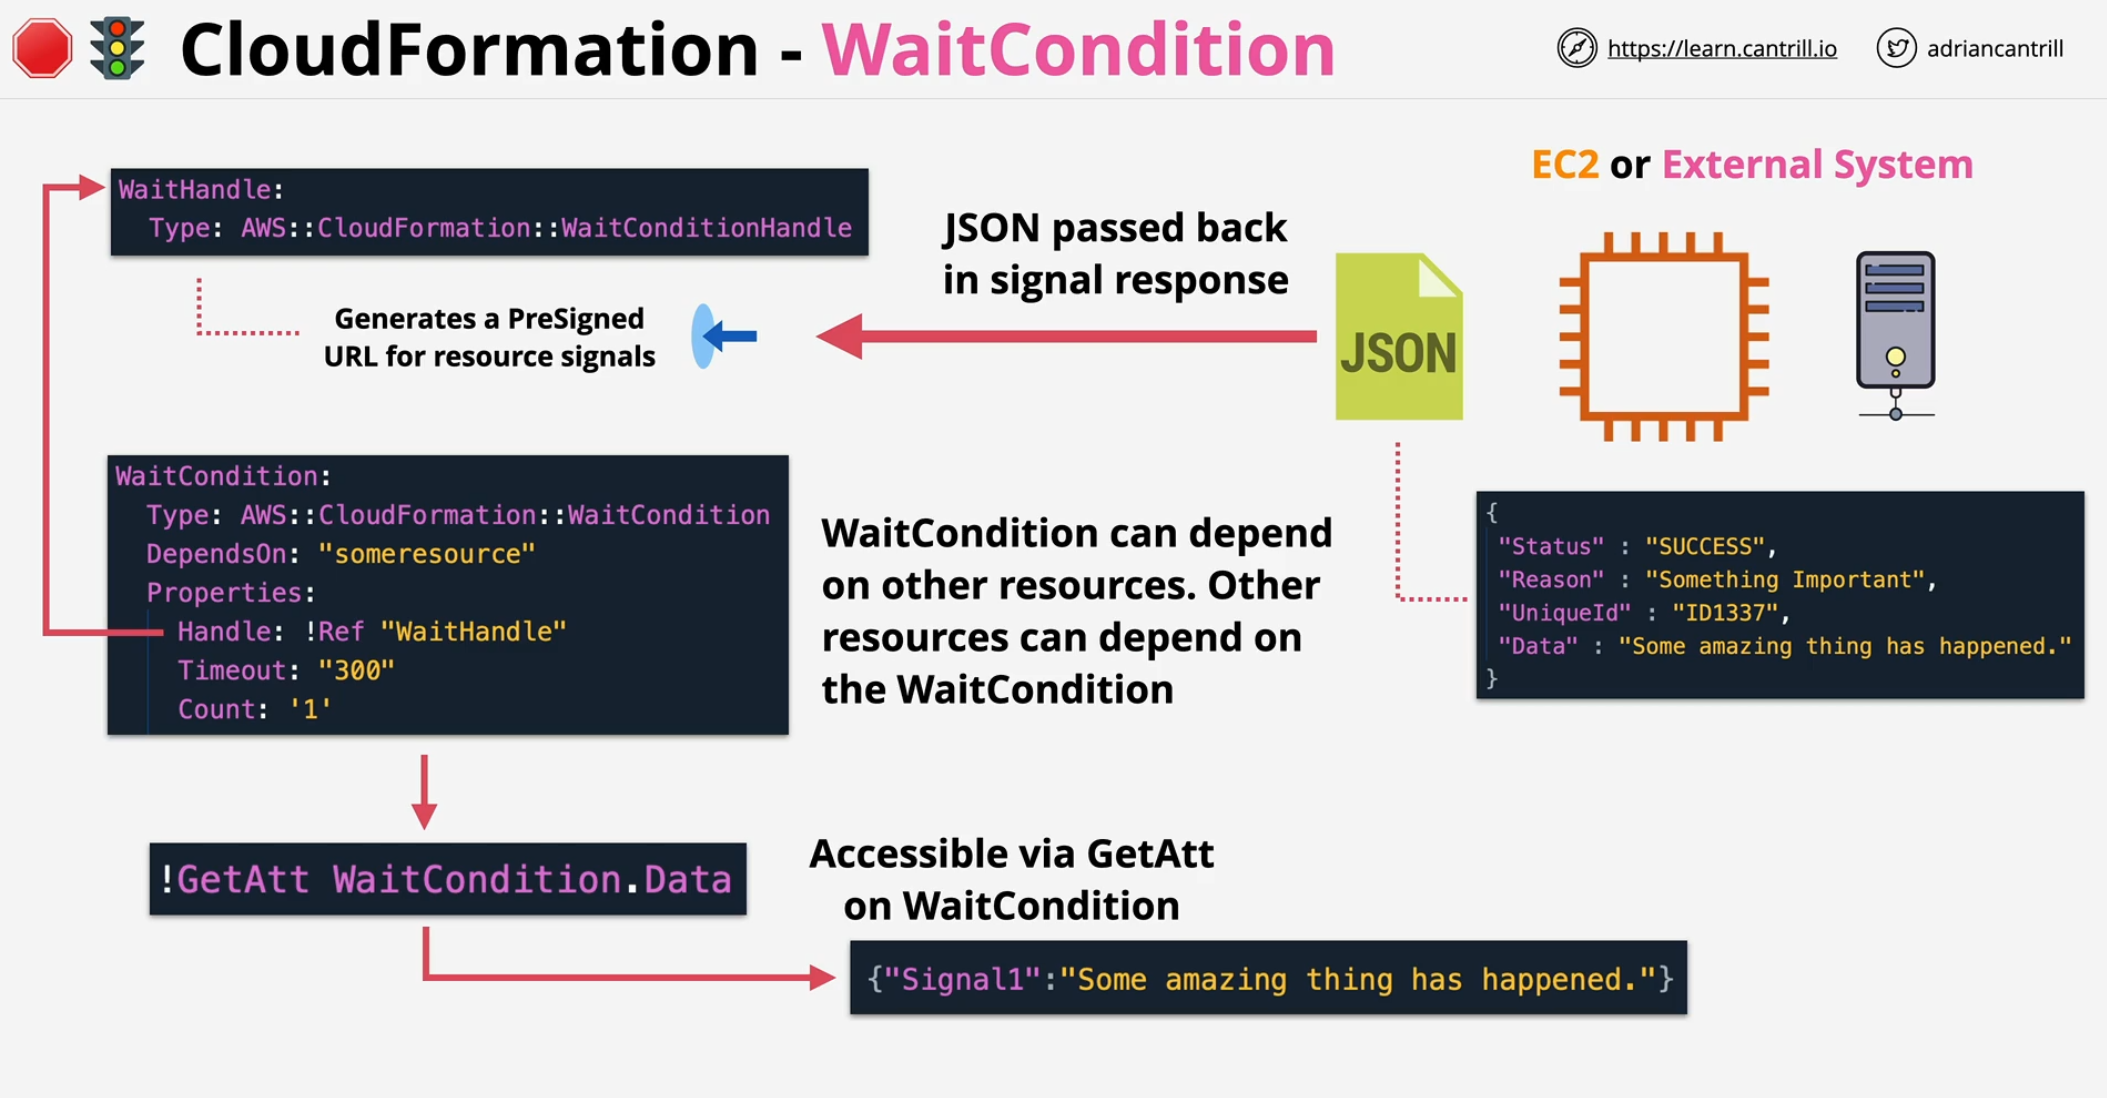 CloudFormation - WaitCondition
https://learn.cantrill.io
adriancantrill
WaitHandle:
Type: AWS::CloudFormation::WaitConditionHandle
Generates a PreSigned
URL for resource signals
JSON passed back
in signal response
JSON
EC2 or External System
WaitCondition:
Type: AWS::CloudFormation::WaitCondition
DependsOn: "someresource"
Properties:
Handle: !Ref "WaitHandle"
Timeout: "300"
Count: '1'
WaitCondition can depend
on other resources. Other
resources can depend on
the WaitCondition
{
"Status" : "SUCCESS",
"Reason" : "Something Important",
"UniqueId" : "ID1337",
"Data" : "Some amazing thing has happened."
}
!GetAtt WaitCondition.Data
Accessible via GetAtt
on WaitCondition
{"Signal1":"Some amazing thing has happened."}